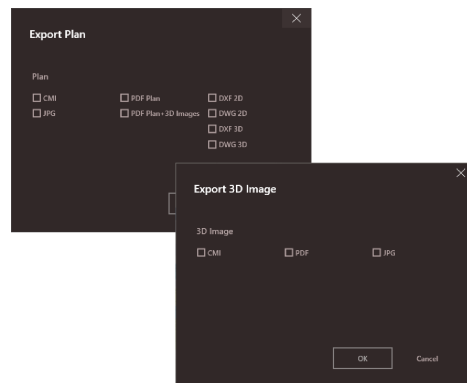 Export Plan
Plan
CMI PDF Plan DXF 2D
JPG PDF Plan+3D Images DWG 2D
DXF 3D
DWG 3D
Export 3D Image
3D Image
CMI PDF JPG
OK Cancel